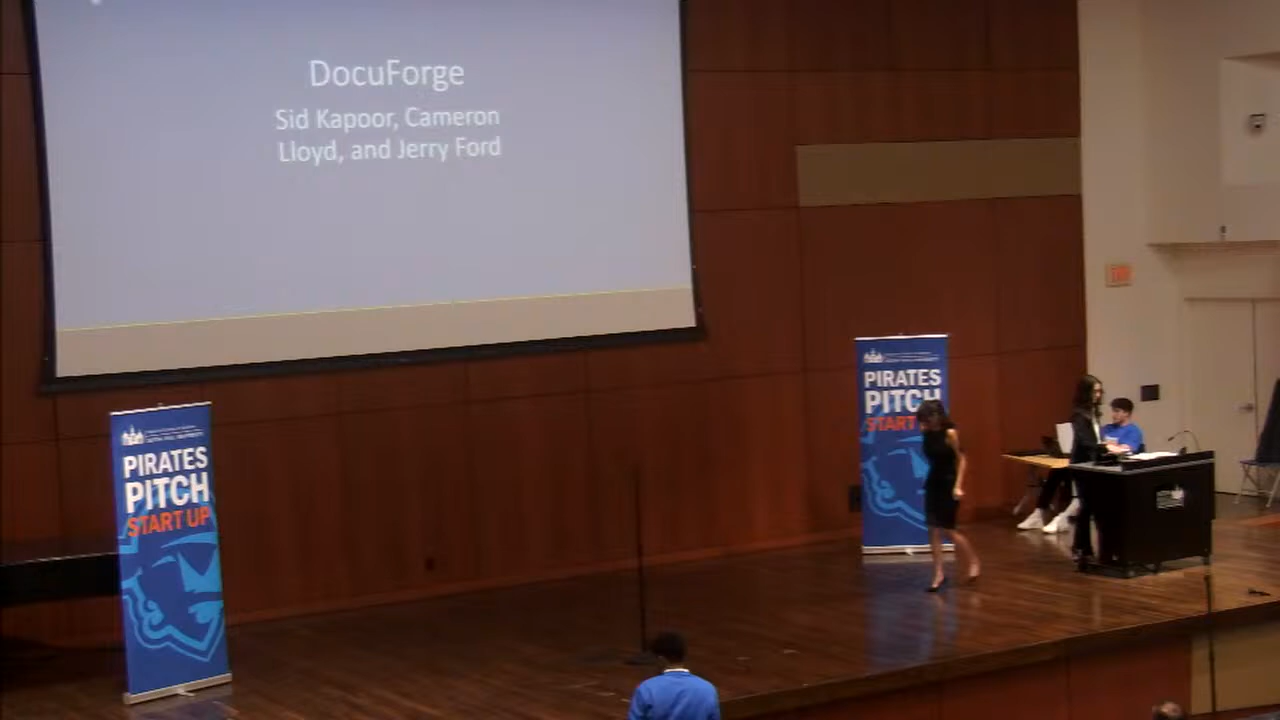 DocuForge
Sid Kapoor, Cameron
Lloyd, and Jerry Ford
PIRATES
PITCH
START UP
PIRATES
PITCH
START